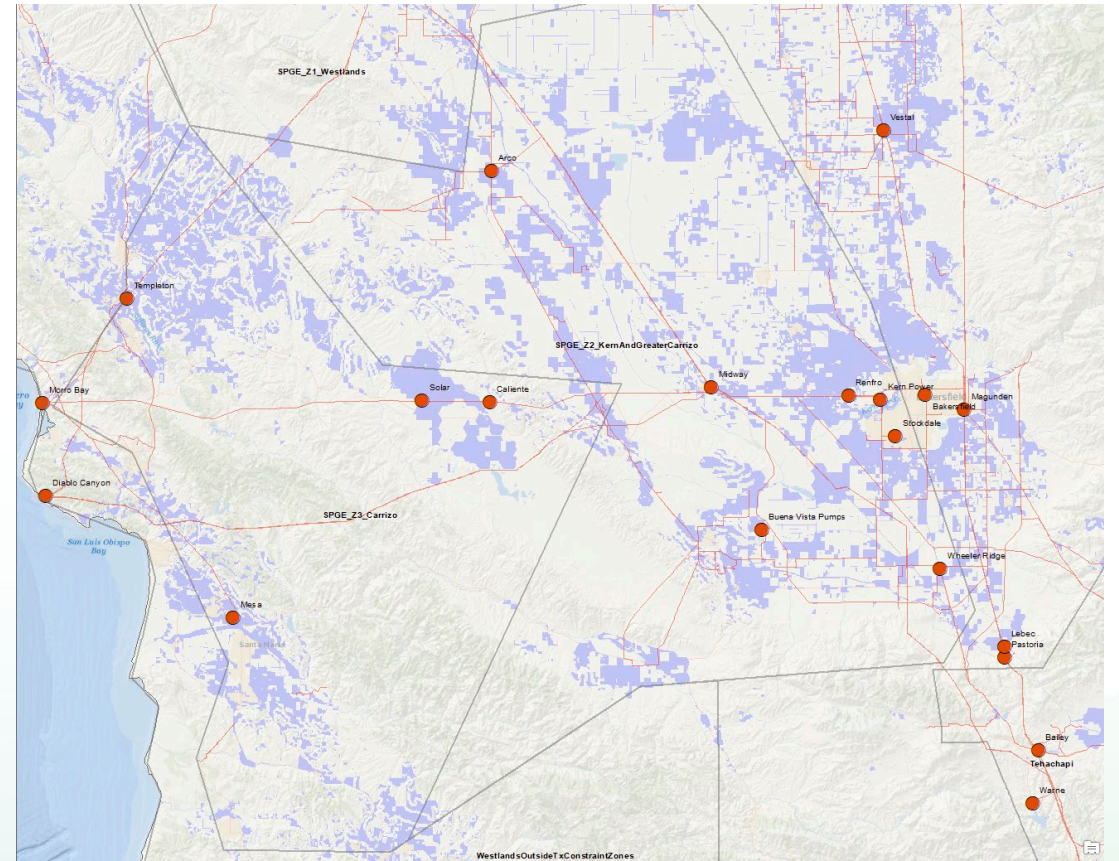 SPGE_Z1_Westlands
Vestal
Arco
Templeton
SPGE_Z2_KernAndGreaterCarrizo
Midway
Solar
Caliente
Renfro
Kern Power
Morro Bay
Bakersfield
Magunden
Stockdale
Diablo Canyon
SPGE_Z3_Carrizo
Buena Vista Pumps
San Luis Obispo
Bay
Wheeler Ridge
Mesa
Santa Maria
Lebec
Pastoria
Bailey
Tehachapi
Warne
WestlandsOutsideTxConstraintZones